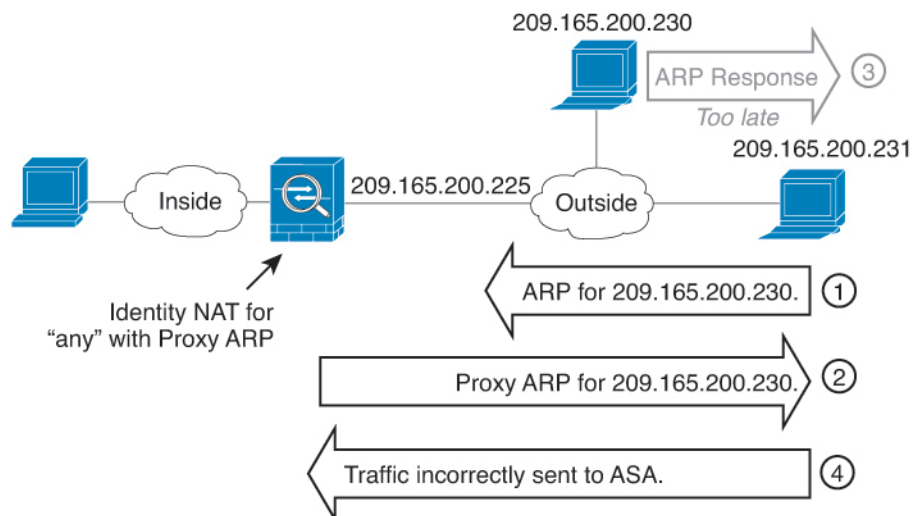 209.165.200.230
ARP Response
3
Too late
209.165.200.231
Inside
209.165.200.225
Outside
ARP for 209.165.200.230.
1
Identity NAT for
“any” with Proxy ARP
Proxy ARP for 209.165.200.230.
2
Traffic incorrectly sent to ASA.
4